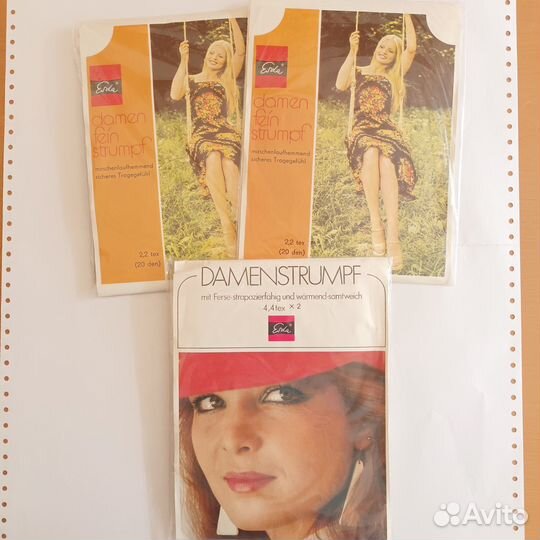 Esda
damen
fein
strumpf
maschenlaufhemmend
sicheres Tragegefühl
2,2 tex
(20 den)
Esda
damen
fein
strumpf
maschenlaufhemmend
sicheres Tragegefühl
2,2 tex
(20 den)
DAMENSTRUMPF
mit Ferse-strapazierfähig und wärmend-samtweich
4,4tex x 2
Esda
Avito